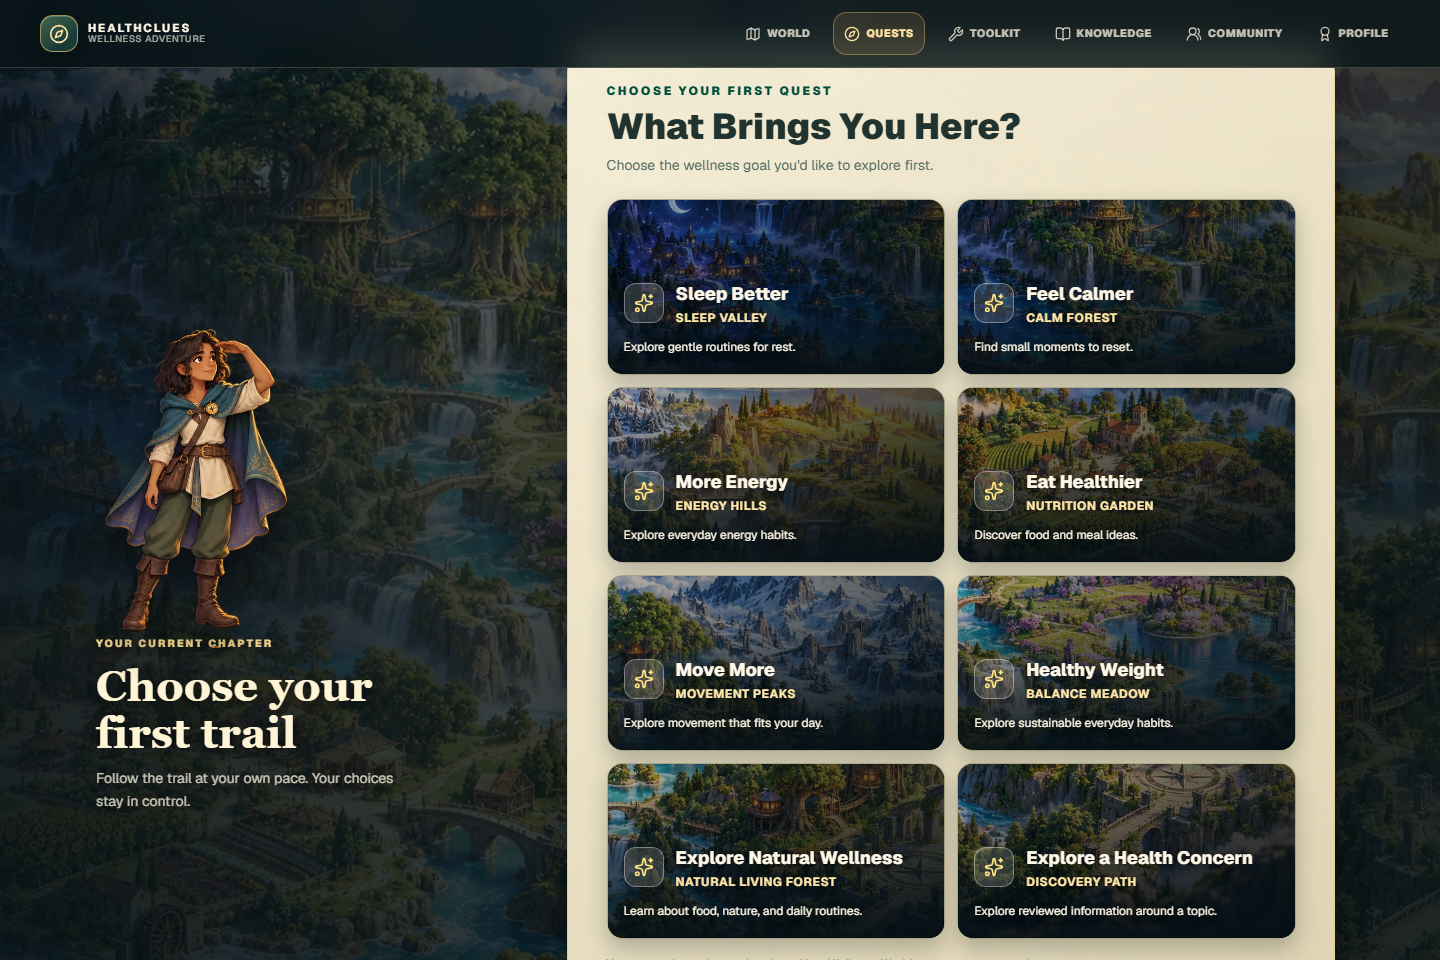 HEALTHCLUES
WELLNESS ADVENTURE
WORLD
QUESTS
TOOLKIT
KNOWLEDGE
COMMUNITY
PROFILE
YOUR CURRENT CHAPTER
Choose your
first trail
Follow the trail at your own pace. Your choices
stay in control.
CHOOSE YOUR FIRST QUEST
What Brings You Here?
Choose the wellness goal you'd like to explore first.
Sleep Better
SLEEP VALLEY
Explore gentle routines for rest.
Feel Calmer
CALM FOREST
Find small moments to reset.
More Energy
ENERGY HILLS
Explore everyday energy habits.
Eat Healthier
NUTRITION GARDEN
Discover food and meal ideas.
Move More
MOVEMENT PEAKS
Explore movement that fits your day.
Healthy Weight
BALANCE MEADOW
Explore sustainable everyday habits.
Explore Natural Wellness
NATURAL LIVING FOREST
Learn about food, nature, and daily routines.
Explore a Health Concern
DISCOVERY PATH
Explore reviewed information around a topic.